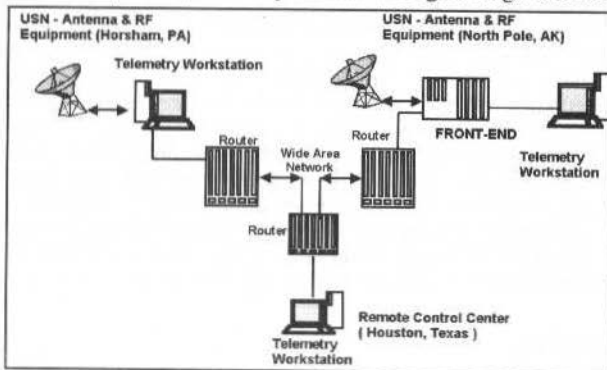 USN - Antenna & RF
Equipment (Horsham, PA)
USN - Antenna & RF
Equipment (North Pole, AK)
Telemetry Workstation
Router
Wide Area
Network
Router
FRONT-END
Telemetry
Workstation
Router
Remote Control Center
( Houston, Texas )
Telemetry
Workstation